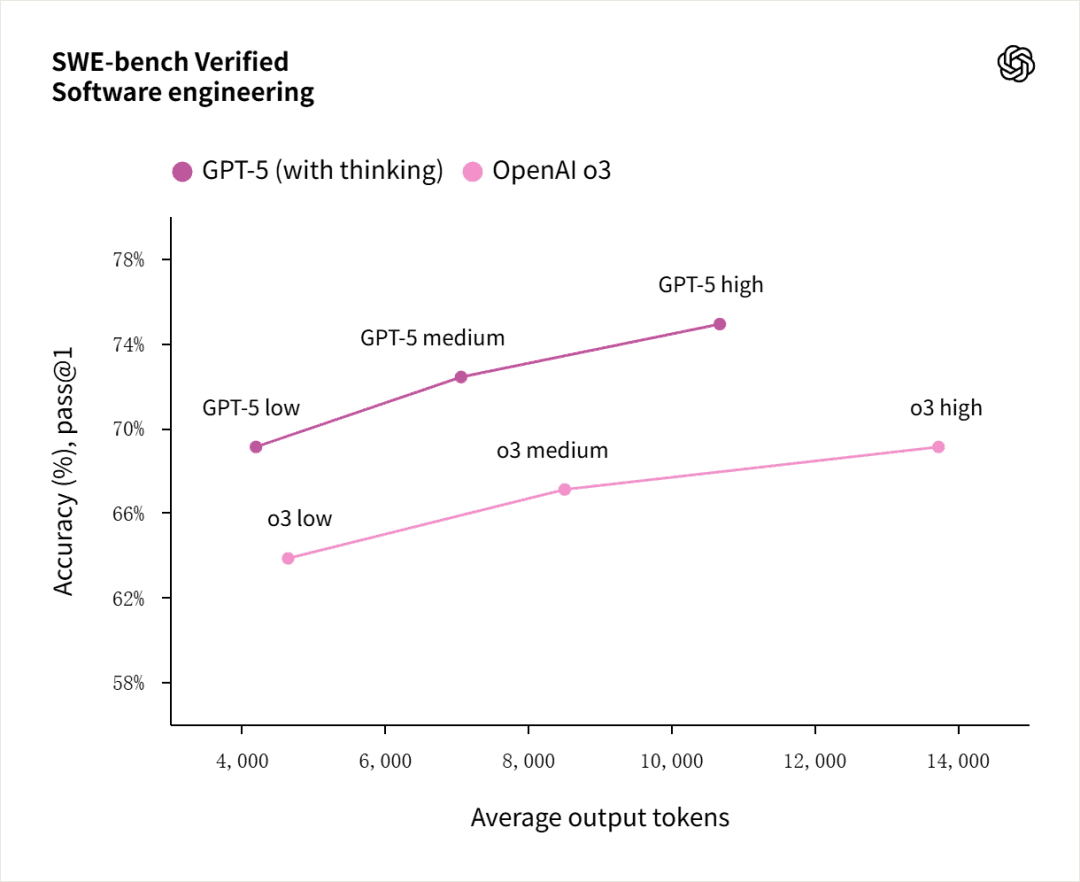 SWE-bench Verified
Software engineering
GPT-5 (with thinking) OpenAI o3
78%
GPT-5 high
GPT-5 medium
74%
GPT-5 low
o3 high
70%
o3 medium
66%
o3 low
62%
58%
Accuracy (%), pass@1
4,000 6,000 8,000 10,000 12,000 14,000
Average output tokens